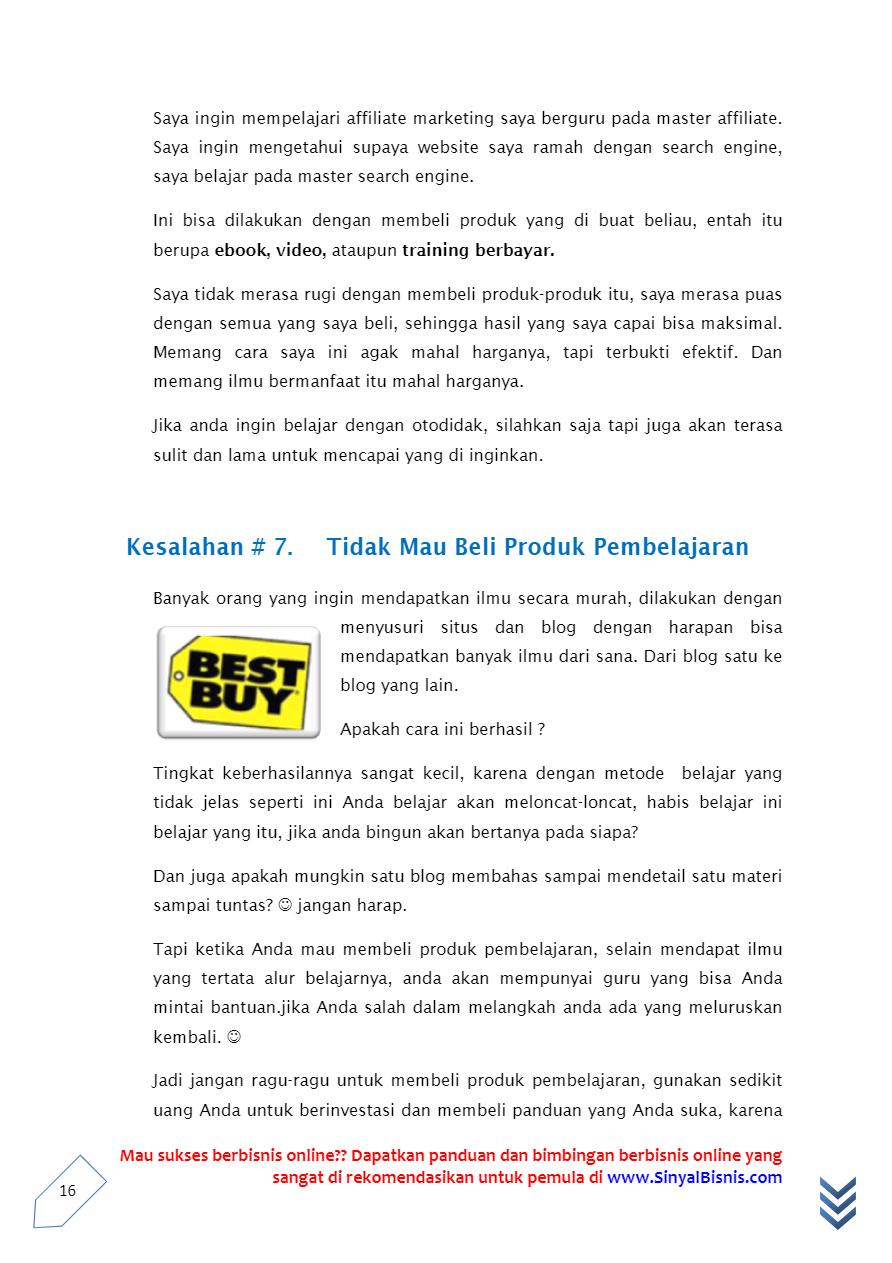 Saya ingin mempelajari affiliate marketing saya berguru pada master affiliate.
Saya ingin mengetahui supaya website saya ramah dengan search engine,
saya belajar pada master search engine.
Ini bisa dilakukan dengan membeli produk yang di buat beliau, entah itu
berupa ebook, video, ataupun training berbayar.
Saya tidak merasa rugi dengan membeli produk-produk itu, saya merasa puas
dengan semua yang saya beli, sehingga hasil yang saya capai bisa maksimal.
Memang cara saya ini agak mahal harganya, tapi terbukti efektif. Dan
memang ilmu bermanfaat itu mahal harganya.
Jika anda ingin belajar dengan otodidak, silahkan saja tapi juga akan terasa
sulit dan lama untuk mencapai yang di inginkan.
Kesalahan # 7. Tidak Mau Beli Produk Pembelajaran
Banyak orang yang ingin mendapatkan ilmu secara murah, dilakukan dengan
menyusuri situs dan blog dengan harapan bisa
mendapatkan banyak ilmu dari sana. Dari blog satu ke
blog yang lain.
BEST
BUY
Apakah cara ini berhasil ?
Tingkat keberhasilannya sangat kecil, karena dengan metode belajar yang
tidak jelas seperti ini Anda belajar akan meloncat-loncat, habis belajar ini
belajar yang itu, jika anda bingun akan bertanya pada siapa?
Dan juga apakah mungkin satu blog membahas sampai mendetail satu materi
sampai tuntas? ☺ jangan harap.
Tapi ketika Anda mau membeli produk pembelajaran, selain mendapat ilmu
yang tertata alur belajarnya, anda akan mempunyai guru yang bisa Anda
mintai bantuan.jika Anda salah dalam melangkah anda ada yang meluruskan
kembali. ☺
Jadi jangan ragu-ragu untuk membeli produk pembelajaran, gunakan sedikit
uang Anda untuk berinvestasi dan membeli panduan yang Anda suka, karena
Mau sukses berbisnis online?? Dapatkan panduan dan bimbingan berbisnis online yang
sangat di rekomendasikan untuk pemula di www.SinyalBisnis.com
16